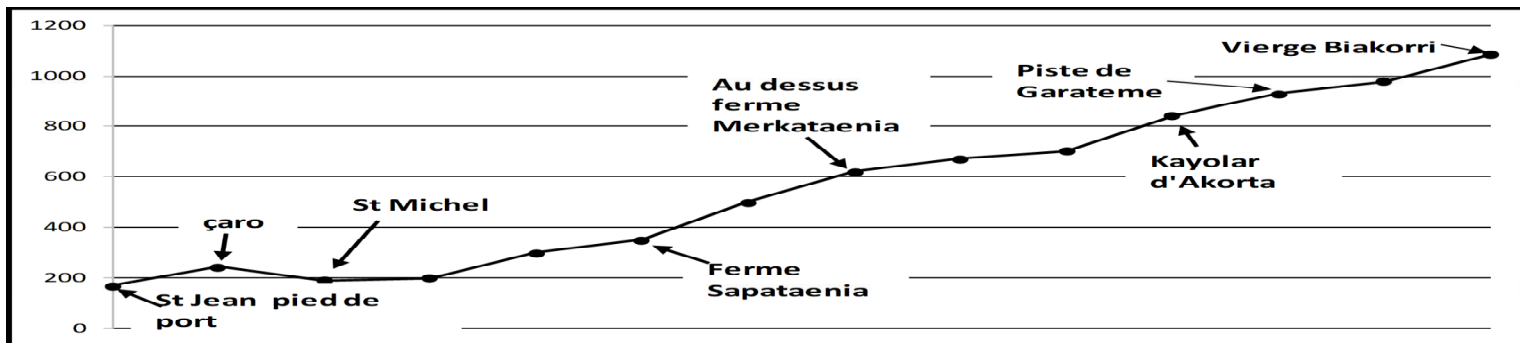 1200
1000
800
600
400
200
0
St Jean pied de
port
çaro
St Michel
Ferme
Sapataenia
Au dessus
ferme
Merkataenia
Kayolar
d'Akorta
Piste de
Garateme
Vierge Biakorri